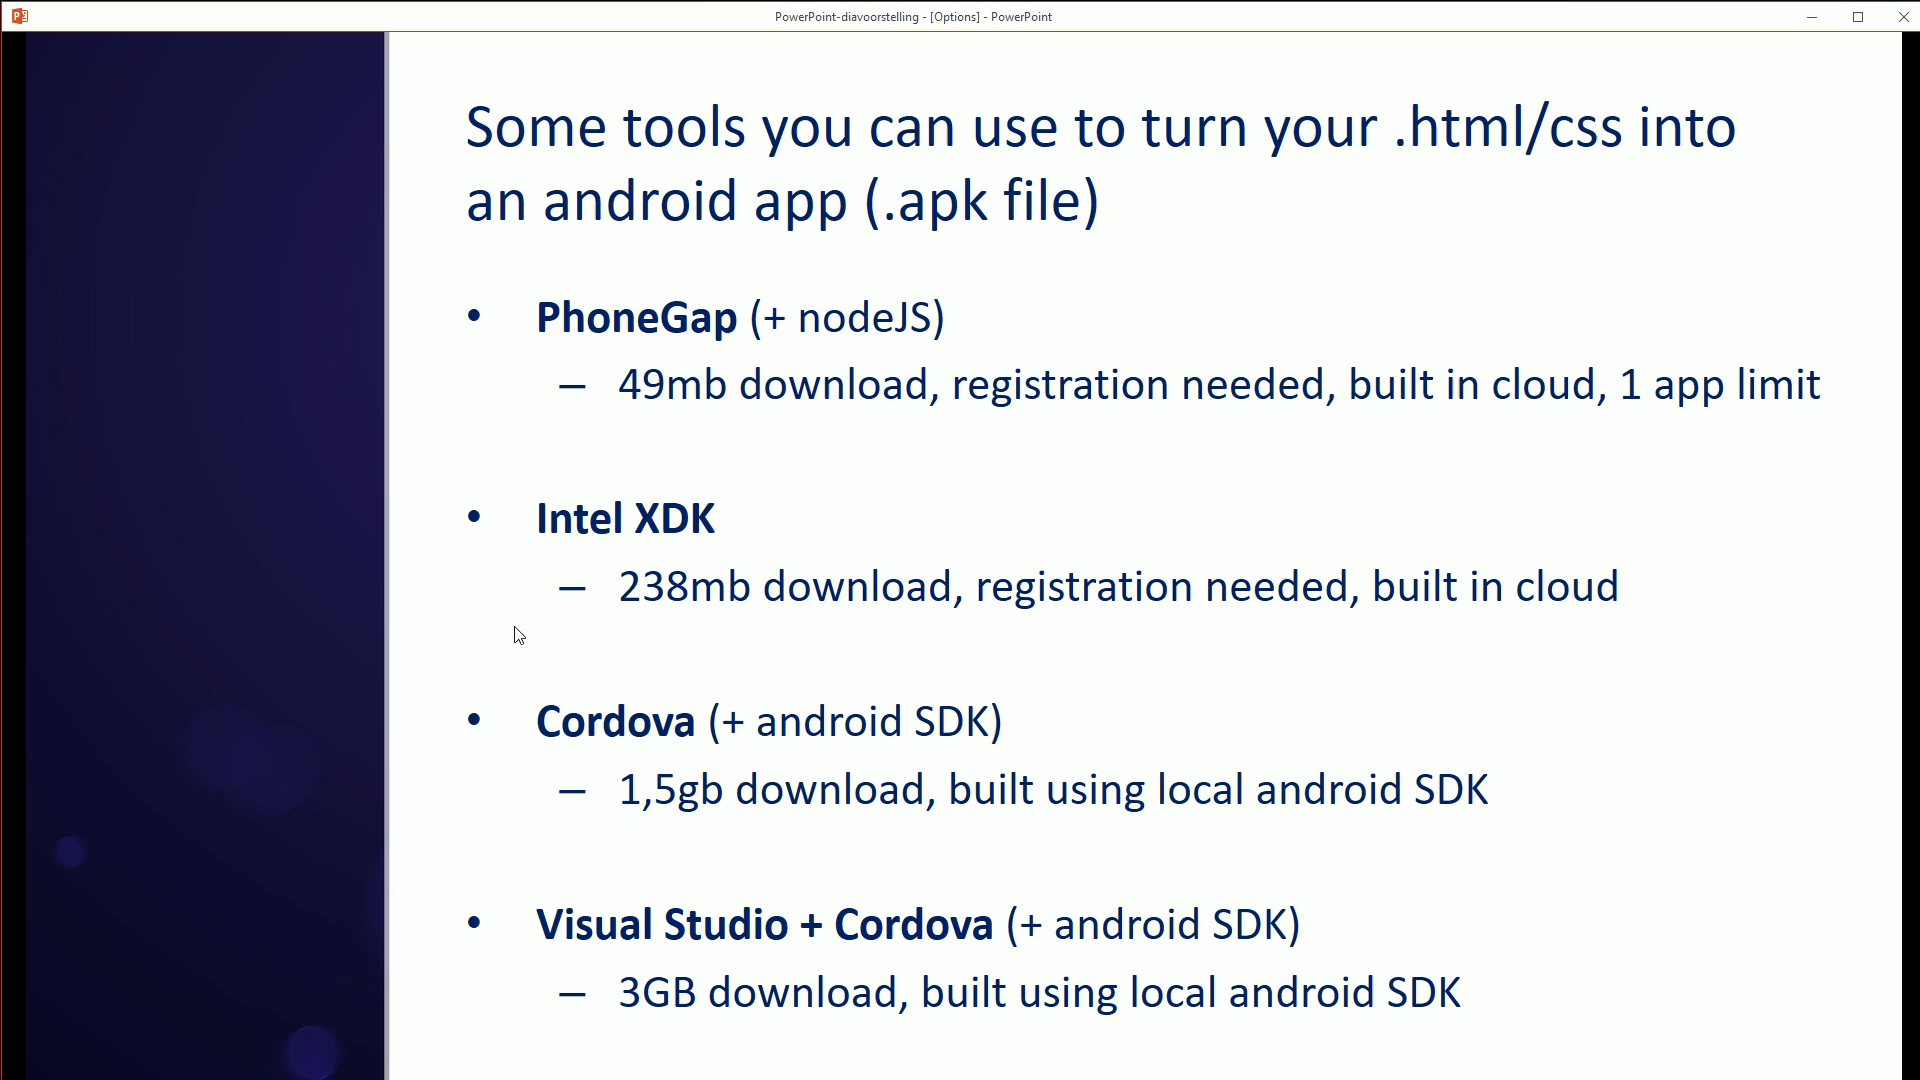 PowerPoint-diavoorstelling - [Options] - PowerPoint
Some tools you can use to turn your .html/css into
an android app (.apk file)
• PhoneGap (+ nodeJS)
– 49mb download, registration needed, built in cloud, 1 app limit
• Intel XDK
– 238mb download, registration needed, built in cloud
• Cordova (+ android SDK)
– 1,5gb download, built using local android SDK
• Visual Studio + Cordova (+ android SDK)
– 3GB download, built using local android SDK